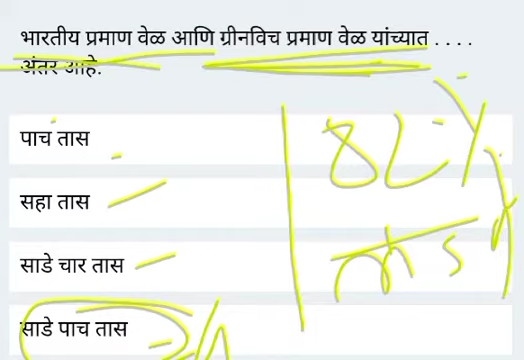 भारतीय प्रमाण वेळ आणि ग्रीनविच प्रमाण वेळ यांच्यात . . . .
अंतर आहे.
पाच तास
सहा तास
साडे चार तास
साडे पाच तास